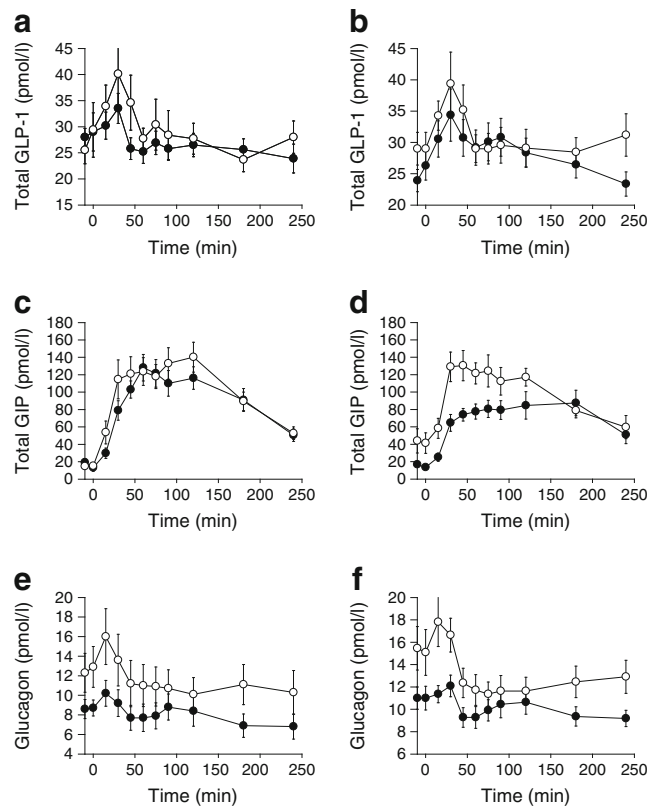 a
b
Total GLP-1 (pmol/l)
45
40
35
30
25
20
15
0 50 100 150 200 250
Time (min)
Total GLP-1 (pmol/l)
45
40
35
30
25
20
0 50 100 150 200 250
Time (min)
c
d
Total GIP (pmol/l)
180
160
140
120
100
80
60
40
20
0
0 50 100 150 200 250
Time (min)
Total GIP (pmol/l)
180
160
140
120
100
80
60
40
20
0
0 50 100 150 200 250
Time (min)
e
f
Glucagon (pmol/l)
20
18
16
14
12
10
8
6
4
0 50 100 150 200 250
Time (min)
Glucagon (pmol/l)
20
18
16
14
12
10
8
6
0 50 100 150 200 250
Time (min)